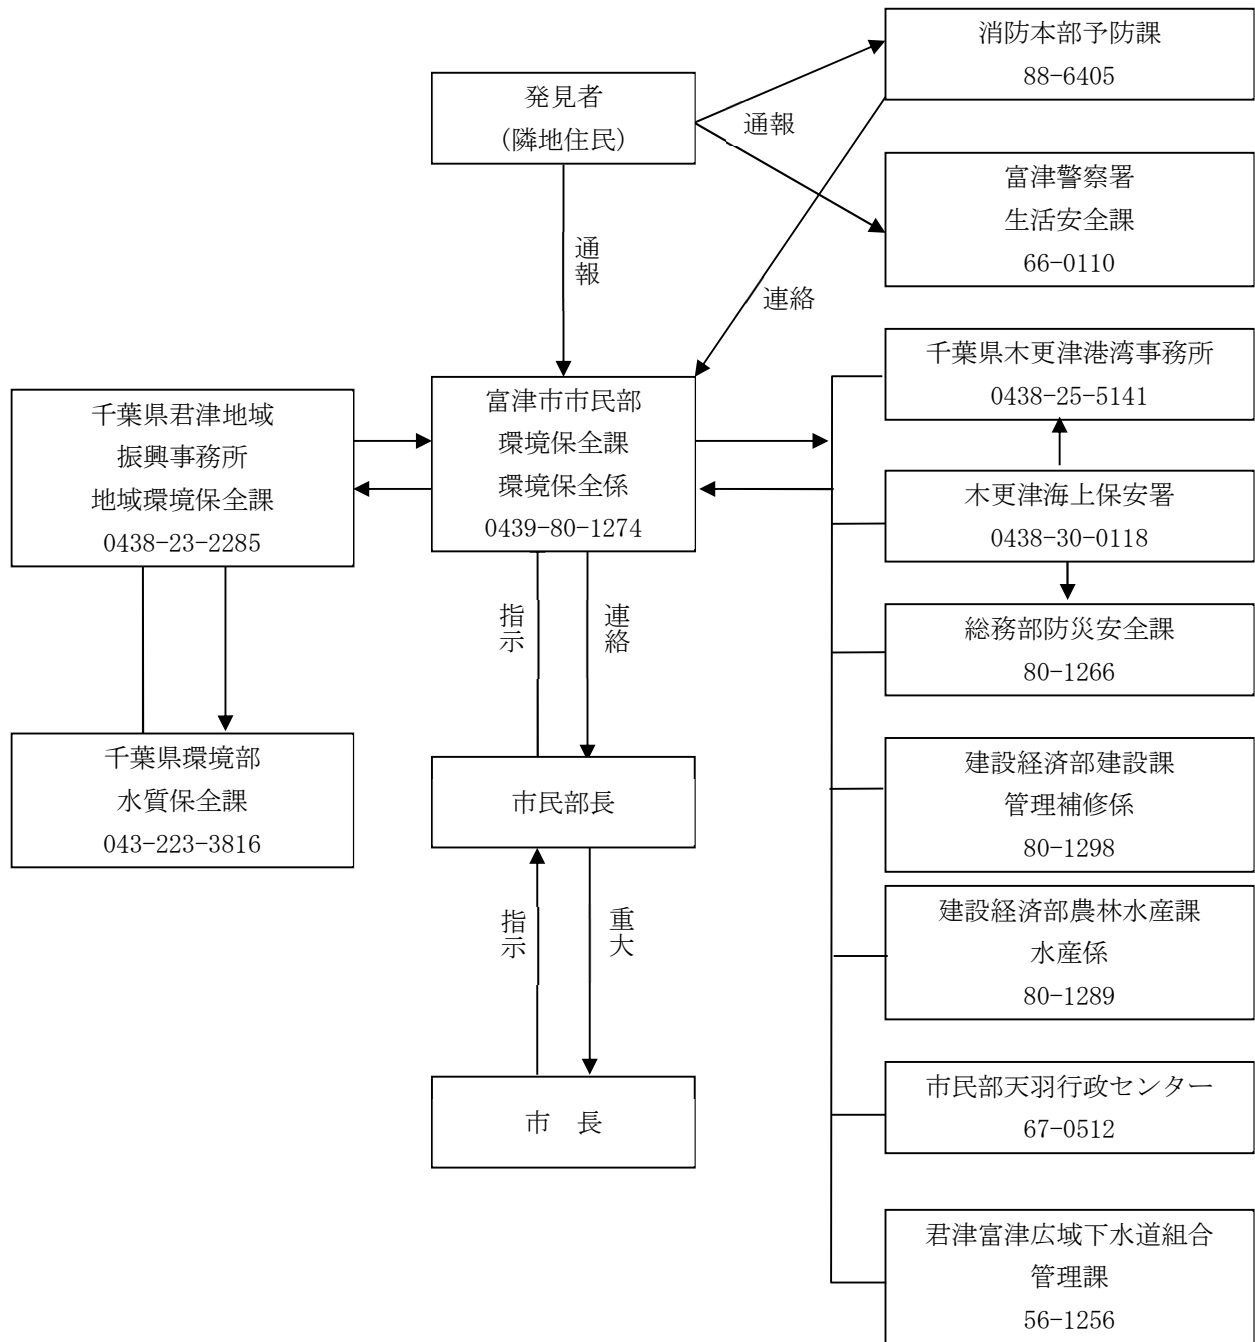 消防本部予防課
88-6405
発見者
(隣地住民)
通報
富津警察署
生活安全課
66-0110
通報
連絡
千葉県木更津港湾事務所
0438-25-5141
千葉県君津地域
振興事務所
地域環境保全課
0438-23-2285
富津市市民部
環境保全課
環境保全係
0439-80-1274
木更津海上保安署
0438-30-0118
指示
連絡
総務部防災安全課
80-1266
千葉県環境部
水質保全課
043-223-3816
市民部長
建設経済部建設課
管理補修係
80-1298
指示
重大
建設経済部農林水産課
水産係
80-1289
市　長
市民部天羽行政センター
67-0512
君津富津広域下水道組合
管理課
56-1256